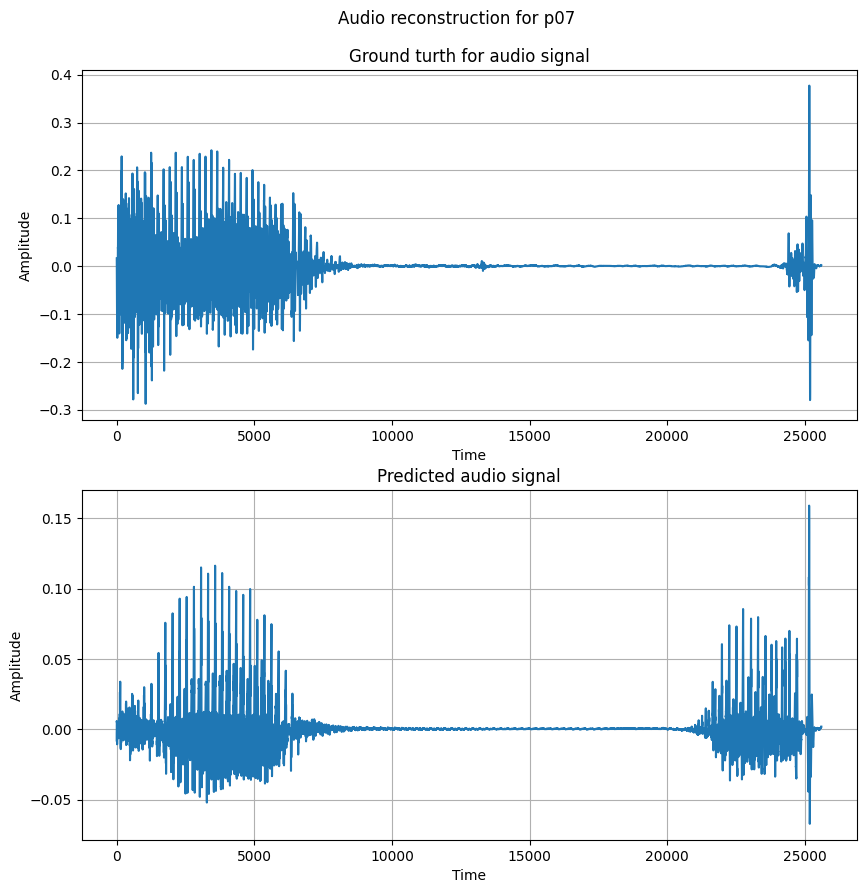 Audio reconstruction for p07
Ground turth for audio signal
0.4
0.3
0.2
0.1
0.0
−0.1
−0.2
−0.3
Amplitude
0 5000 10000 15000 20000 25000
Time
Predicted audio signal
0.15
0.10
0.05
0.00
−0.05
Amplitude
0 5000 10000 15000 20000 25000
Time